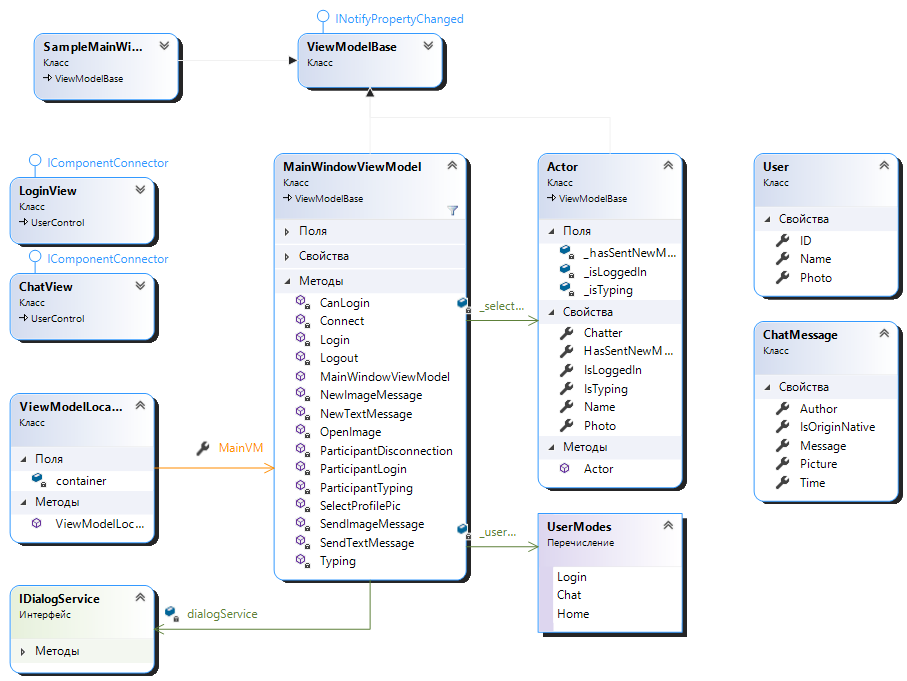 INotifyPropertyChanged
SampleMainWi...
Класс
ViewModelBase
ViewModelBase
Класс
IComponentConnector
LoginView
Класс
UserControl
IComponentConnector
ChatView
Класс
UserControl
ViewModelLoca...
Класс
Поля
container
Методы
ViewModelLoc...
MainVM
IDialogService
Интерфейс
Методы
dialogService
MainWindowViewModel
Класс
ViewModelBase
Поля
Свойства
Методы
CanLogin
Connect
Login
Logout
MainWindowViewModel
NewImageMessage
NewTextMessage
OpenImage
ParticipantDisconnection
ParticipantLogin
ParticipantTyping
SelectProfilePic
SendImageMessage
SendTextMessage
Typing
_select...
_user...
Actor
Класс
ViewModelBase
Поля
_hasSentNewM...
_isLoggedIn
_isTyping
Свойства
Chatter
HasSentNewM...
IsLoggedIn
IsTyping
Name
Photo
Методы
Actor
UserModes
Перечисление
Login
Chat
Home
User
Класс
Свойства
ID
Name
Photo
ChatMessage
Класс
Свойства
Author
IsOriginNative
Message
Picture
Time